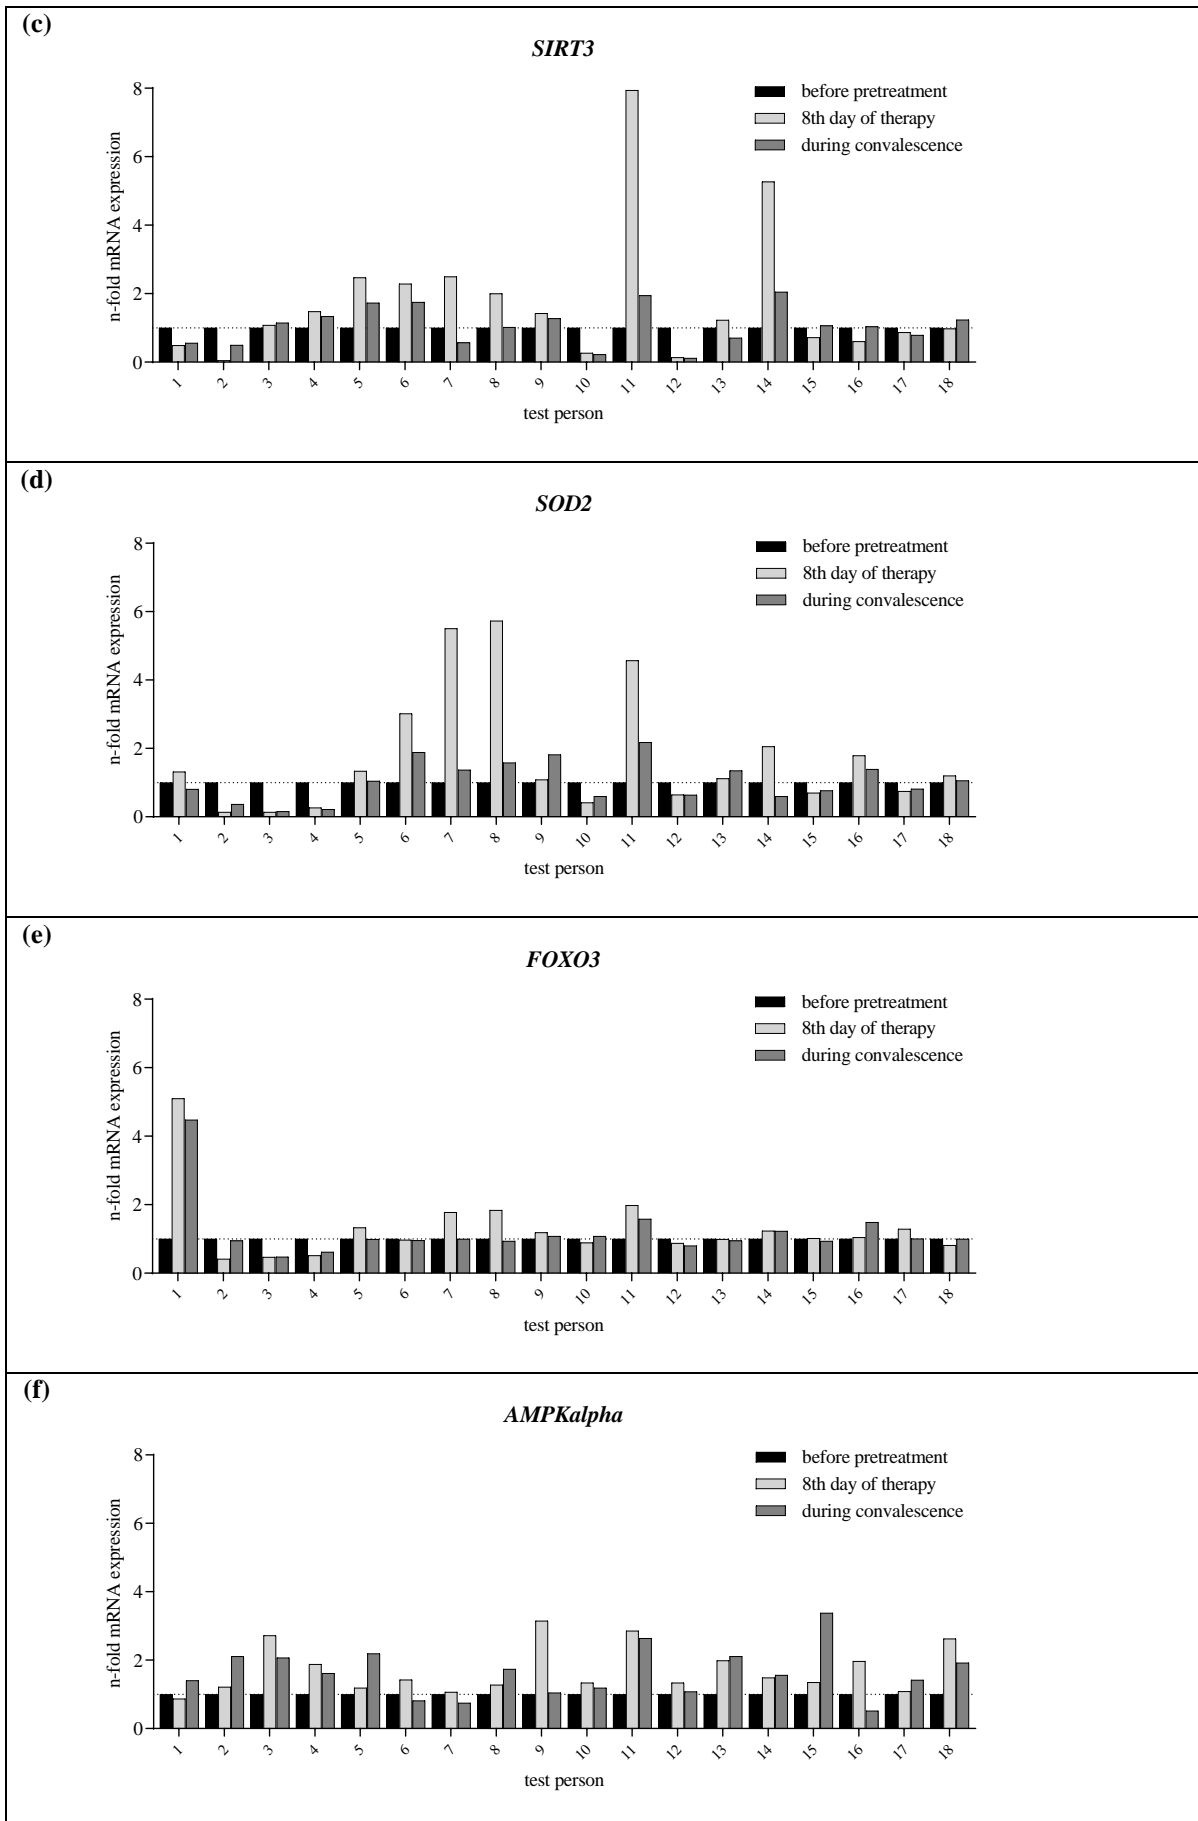 (c)
SIRT3
before pretreatment
8th day of therapy
during convalescence
n-fold mRNA expression
8
6
4
2
0
1 2 3 4 5 6 7 8 9 10 11 12 13 14 15 16 17 18
test person
(d)
SOD2
before pretreatment
8th day of therapy
during convalescence
n-fold mRNA expression
8
6
4
2
0
1 2 3 4 5 6 7 8 9 10 11 12 13 14 15 16 17 18
test person
(e)
FOXO3
before pretreatment
8th day of therapy
during convalescence
n-fold mRNA expression
8
6
4
2
0
1 2 3 4 5 6 7 8 9 10 11 12 13 14 15 16 17 18
test person
(f)
AMPKalpha
before pretreatment
8th day of therapy
during convalescence
n-fold mRNA expression
8
6
4
2
0
1 2 3 4 5 6 7 8 9 10 11 12 13 14 15 16 17 18
test person